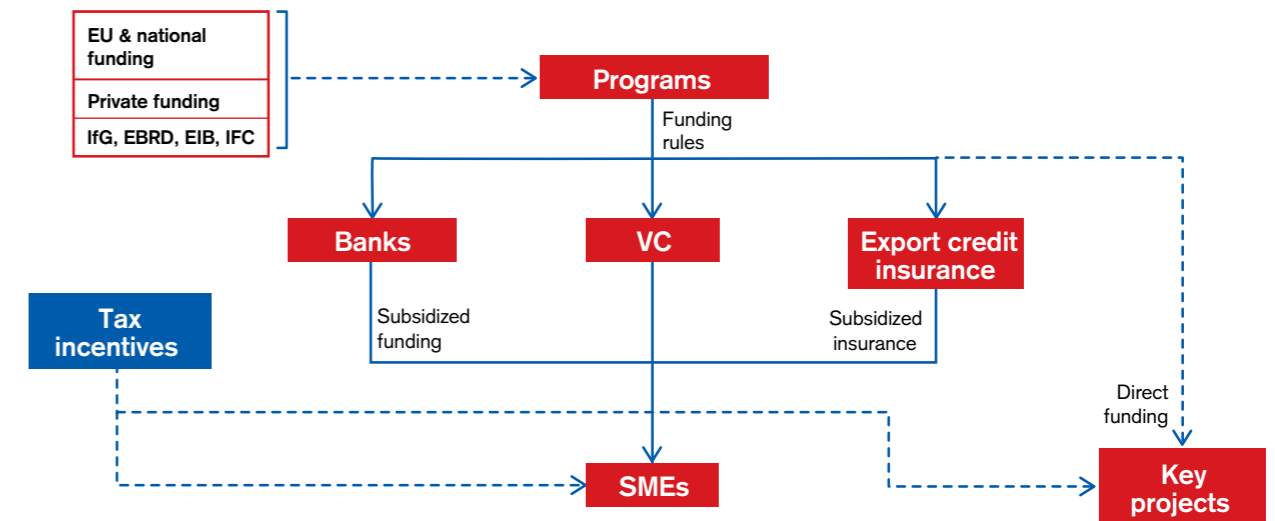 EU & national
funding
Private funding
IfG, EBRD, EIB, IFC
Programs
Funding
rules
Banks
VC
Export credit
insurance
Tax
incentives
Subsidized
funding
Subsidized
insurance
Direct
funding
SMEs
Key
projects